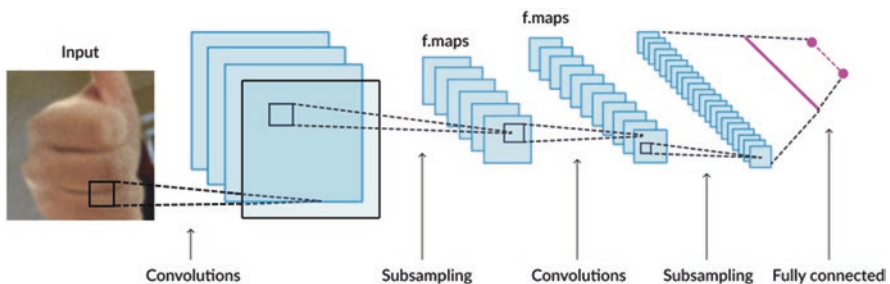 Input
f.maps
f.maps
Convolutions
Subsampling
Convolutions
Subsampling
Fully connected